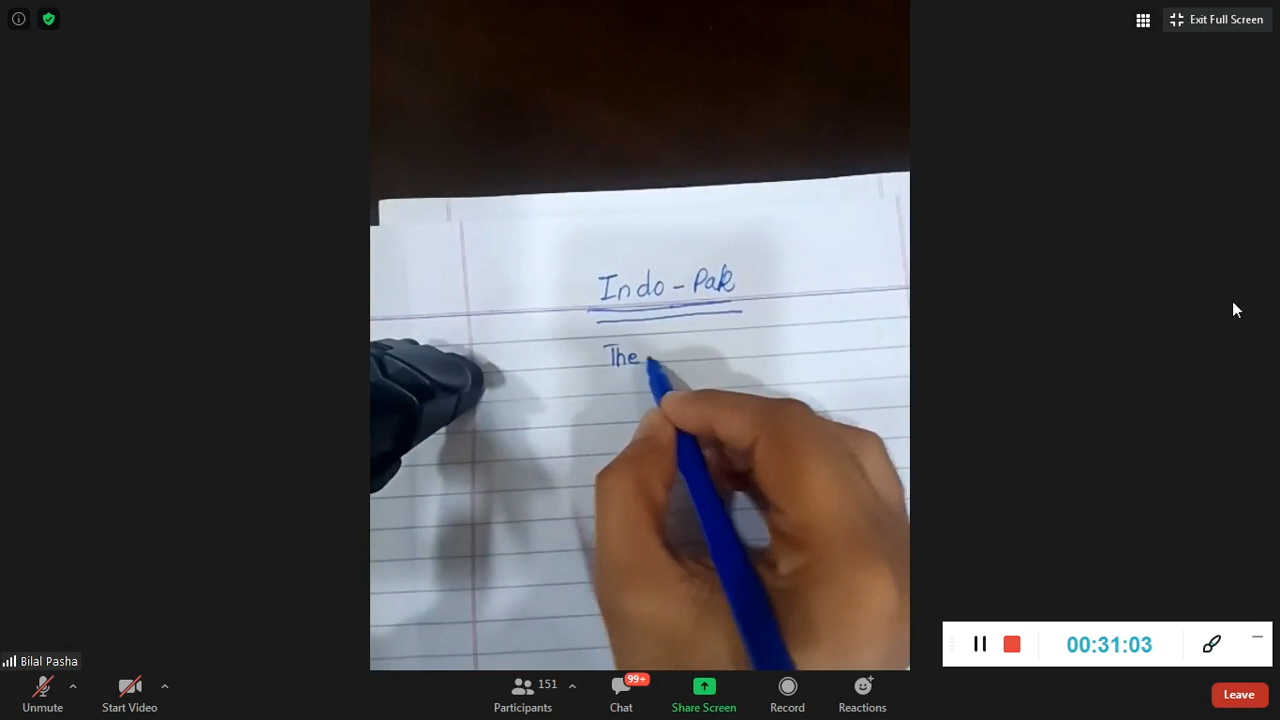 Exit Full Screen
Indo - Pak
The
00:31:03
Bilal Pasha
Unmute
Start Video
151
Participants
99+
Chat
Share Screen
Record
Reactions
Leave